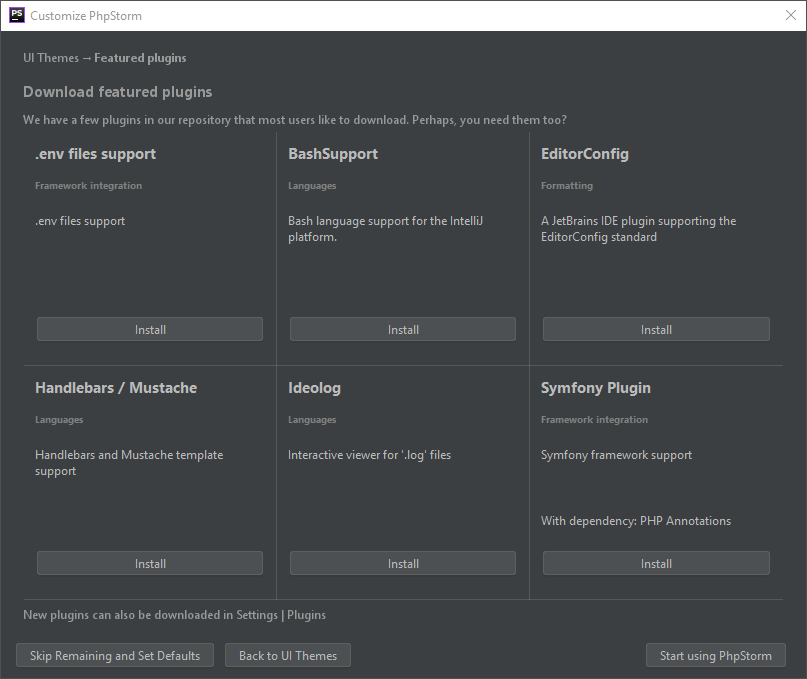 PS Customize PhpStorm
UI Themes → Featured plugins
Download featured plugins
We have a few plugins in our repository that most users like to download. Perhaps, you need them too?
.env files support
Framework integration
.env files support
Install
BashSupport
Languages
Bash language support for the IntelliJ
platform.
Install
EditorConfig
Formatting
A JetBrains IDE plugin supporting the
EditorConfig standard
Install
Handlebars / Mustache
Languages
Handlebars and Mustache template
support
Install
Ideolog
Languages
Interactive viewer for '.log' files
Install
Symfony Plugin
Framework integration
Symfony framework support
With dependency: PHP Annotations
Install
New plugins can also be downloaded in Settings | Plugins
Skip Remaining and Set Defaults
Back to UI Themes
Start using PhpStorm